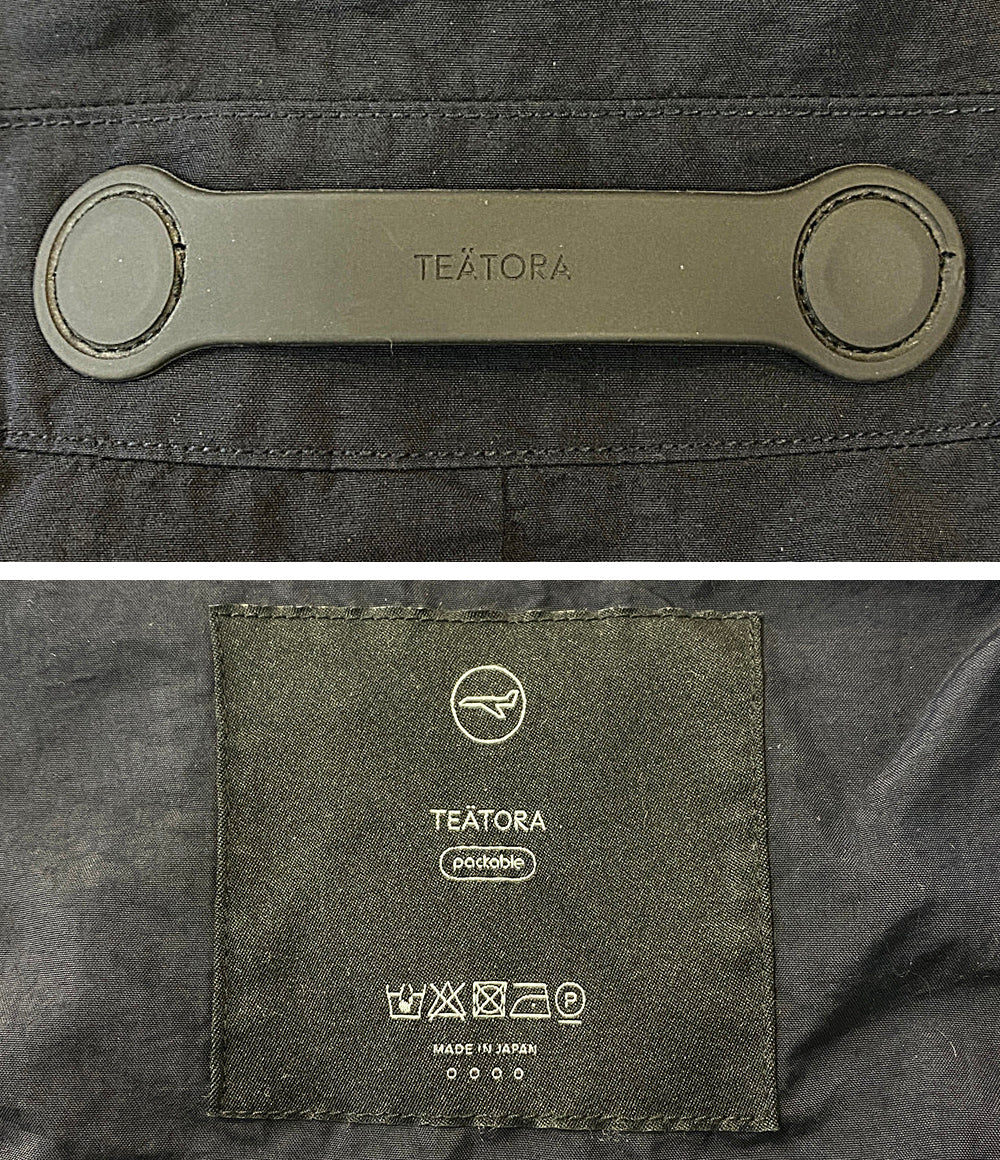 TEÄTORA
TEÄTORA
packable
P
MADE IN JAPAN